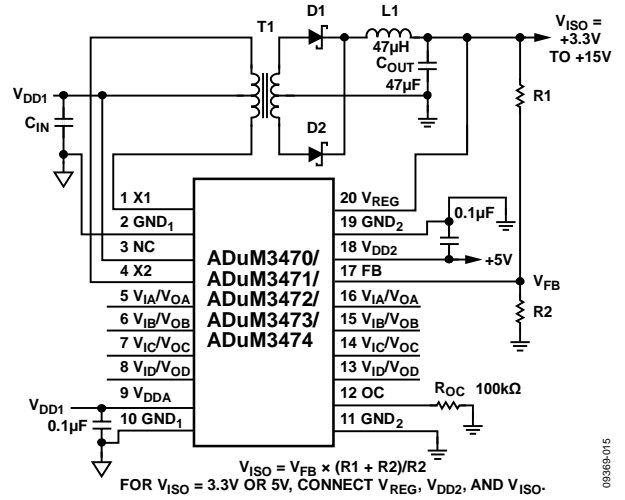 D1
L1
T1
47µH
C_OUT
47µF
V_ISO =
+3.3V
TO +15V
R1
V_DD1
C_IN
D2
1 X1
2 GND₁
3 NC
4 X2
5 V_IA/V_OA
6 V_IB/V_OB
7 V_IC/V_OC
8 V_ID/V_OD
9 V_DDA
10 GND₁
ADuM3470/
ADuM3471/
ADuM3472/
ADuM3473/
ADuM3474
20 V_REG
19 GND₂
18 V_DD2
17 FB
16 V_IA/V_OA
15 V_IB/V_OB
14 V_IC/V_OC
13 V_ID/V_OD
12 OC
11 GND₂
0.1µF
+5V
V_FB
R2
R_OC 100kΩ
V_DD1
0.1µF
V_ISO = V_FB × (R1 + R2)/R2
FOR V_ISO = 3.3V OR 5V, CONNECT V_REG, V_DD2, AND V_ISO.
09369-015